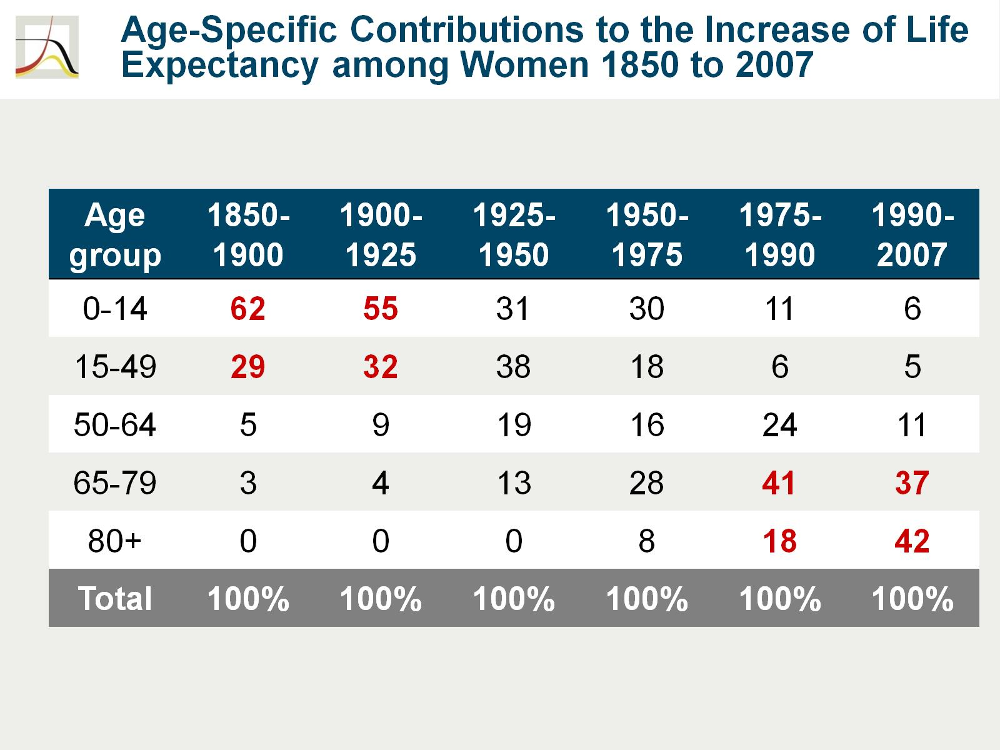 Age-Specific Contributions to the Increase of Life
Expectancy among Women 1850 to 2007
Age group 1850-1900 1900-1925 1925-1950 1950-1975 1975-1990 1990-2007
0-14 62 55 31 30 11 6
15-49 29 32 38 18 6 5
50-64 5 9 19 16 24 11
65-79 3 4 13 28 41 37
80+ 0 0 0 8 18 42
Total 100% 100% 100% 100% 100% 100%